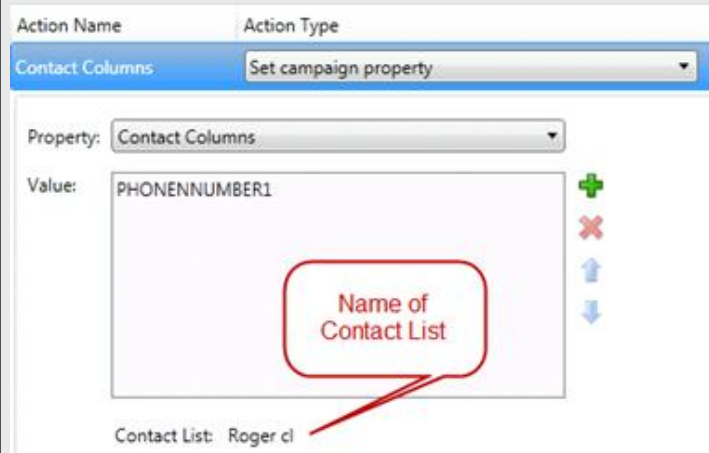 Action Name Action Type
Contact Columns Set campaign property
Property: Contact Columns
Value: PHONENNUMBER1
Name of
Contact List
Contact List: Roger cl